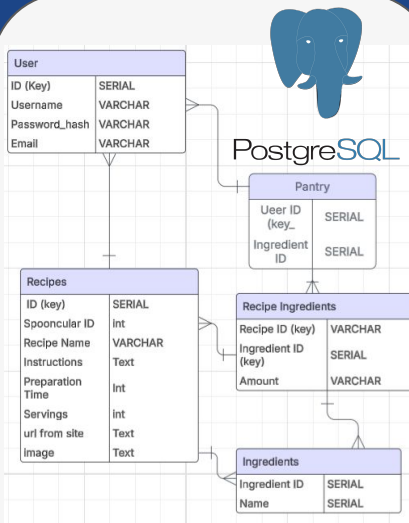 User
ID (Key) SERIAL
Username VARCHAR
Password_hash VARCHAR
Email VARCHAR
PostgreSQL
Pantry
Ueer ID
(key_ SERIAL
Ingredient
ID SERIAL
Recipes
ID (key) SERIAL
Spooncular ID int
Recipe Name VARCHAR
Instructions Text
Preparation
Time Int
Servings int
url from site Text
image Text
Recipe Ingredients
Recipe ID (key) VARCHAR
Ingredient ID
(key) SERIAL
Amount VARCHAR
Ingredients
Ingredient ID SERIAL
Name SERIAL